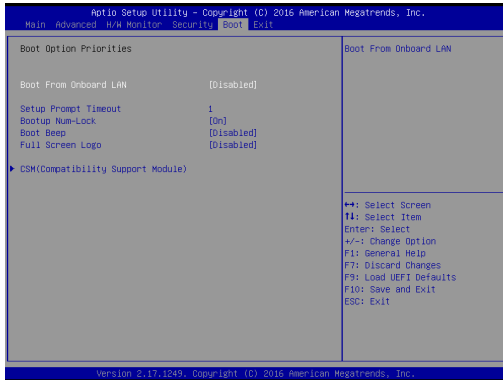 Aptio Setup Utility – Copyright (C) 2016 American Megatrends, Inc.
Main Advanced H/W Monitor Security Boot Exit
Boot Option Priorities
Boot From Onboard LAN [Disabled]
Setup Prompt Timeout 1
Bootup Num-Lock [On]
Boot Beep [Disabled]
Full Screen Logo [Disabled]
CSM(Compatibility Support Module)
Boot From Onboard LAN
↔: Select Screen
↑↓: Select Item
Enter: Select
+/-: Change Option
F1: General Help
F7: Discard Changes
F9: Load UEFI Defaults
F10: Save and Exit
ESC: Exit
Version 2.17.1249. Copyright (C) 2016 American Megatrends, Inc.